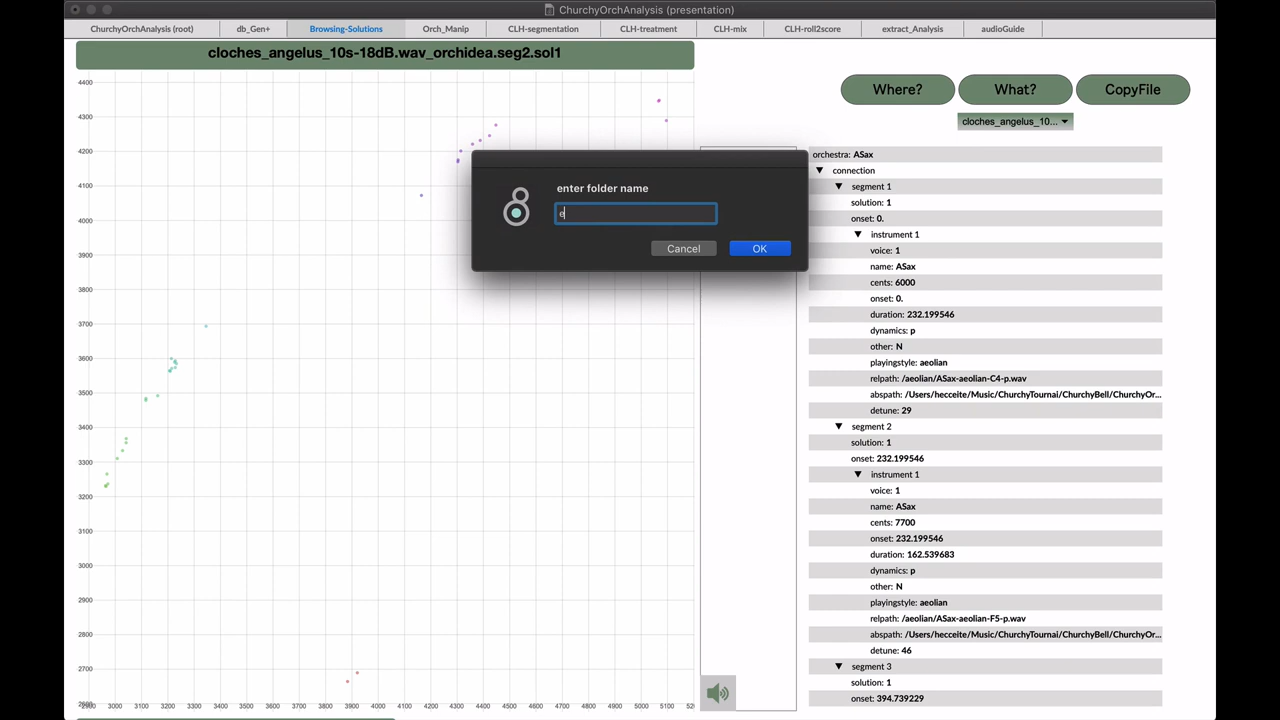 ChurchyOrchAnalysis (presentation)
ChurchyOrchAnalysis (root) db_Gen+ Browsing-Solutions Orch_Manip CLH-segmentation CLH-treatment CLH-mix CLH-roll2score extract_Analysis audioGuide
cloches_angelus_10s-18dB.wav_orchidea.seg2.sol1
Where? What? CopyFile
cloches_angelus_10...
4400
4300
4100
4000
3900
3800
3700
3600
3500
3400
3300
3200
3100
3000
2900
2800
2700
3000 3100 3200 3300 3400 3500 3600 3700 3800 3900 4000 4100 4200 4300 4400 4500 4600 4700 4800 4900 5000 5100
enter folder name
e
Cancel OK
orchestra: ASax
connection
segment 1
solution: 1
onset: 0.
instrument 1
voice: 1
name: ASax
cents: 6000
onset: 0.
duration: 232.199546
dynamics: p
other: N
playingstyle: aeolian
relpath: /aeolian/ASax-aeolian-C4-p.wav
abspath: /Users/hecceite/Music/ChurchyTournai/ChurchyBell/ChurchyOr...
detune: 29
segment 2
solution: 1
onset: 232.199546
instrument 1
voice: 1
name: ASax
cents: 7700
onset: 232.199546
duration: 162.539683
dynamics: p
other: N
playingstyle: aeolian
relpath: /aeolian/ASax-aeolian-F5-p.wav
abspath: /Users/hecceite/Music/ChurchyTournai/ChurchyBell/ChurchyOr...
detune: 46
segment 3
solution: 1
onset: 394.739229